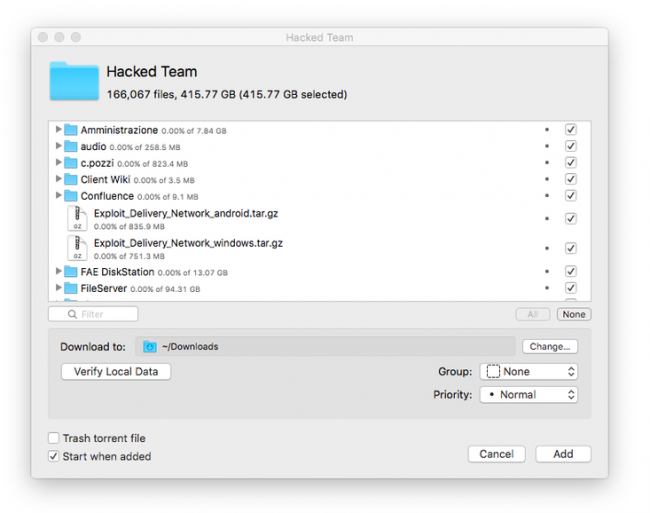 Hacked Team
Hacked Team
166,067 files, 415.77 GB (415.77 GB selected)
Amministrazione 0.00% of 7.84 GB
audio 0.00% of 258.5 MB
c.pozzi 0.00% of 823.4 MB
Client Wiki 0.00% of 3.5 MB
Confluence 0.00% of 9.1 MB
Exploit_Delivery_Network_android.tar.gz
GZ 0.00% of 835.9 MB
Exploit_Delivery_Network_windows.tar.gz
GZ 0.00% of 751.3 MB
FAE DiskStation 0.00% of 13.07 GB
FileServer 0.00% of 94.31 GB
Filter All None
Download to: ~/Downloads Change...
Verify Local Data Group: None
Priority: • Normal
Trash torrent file
Start when added Cancel Add